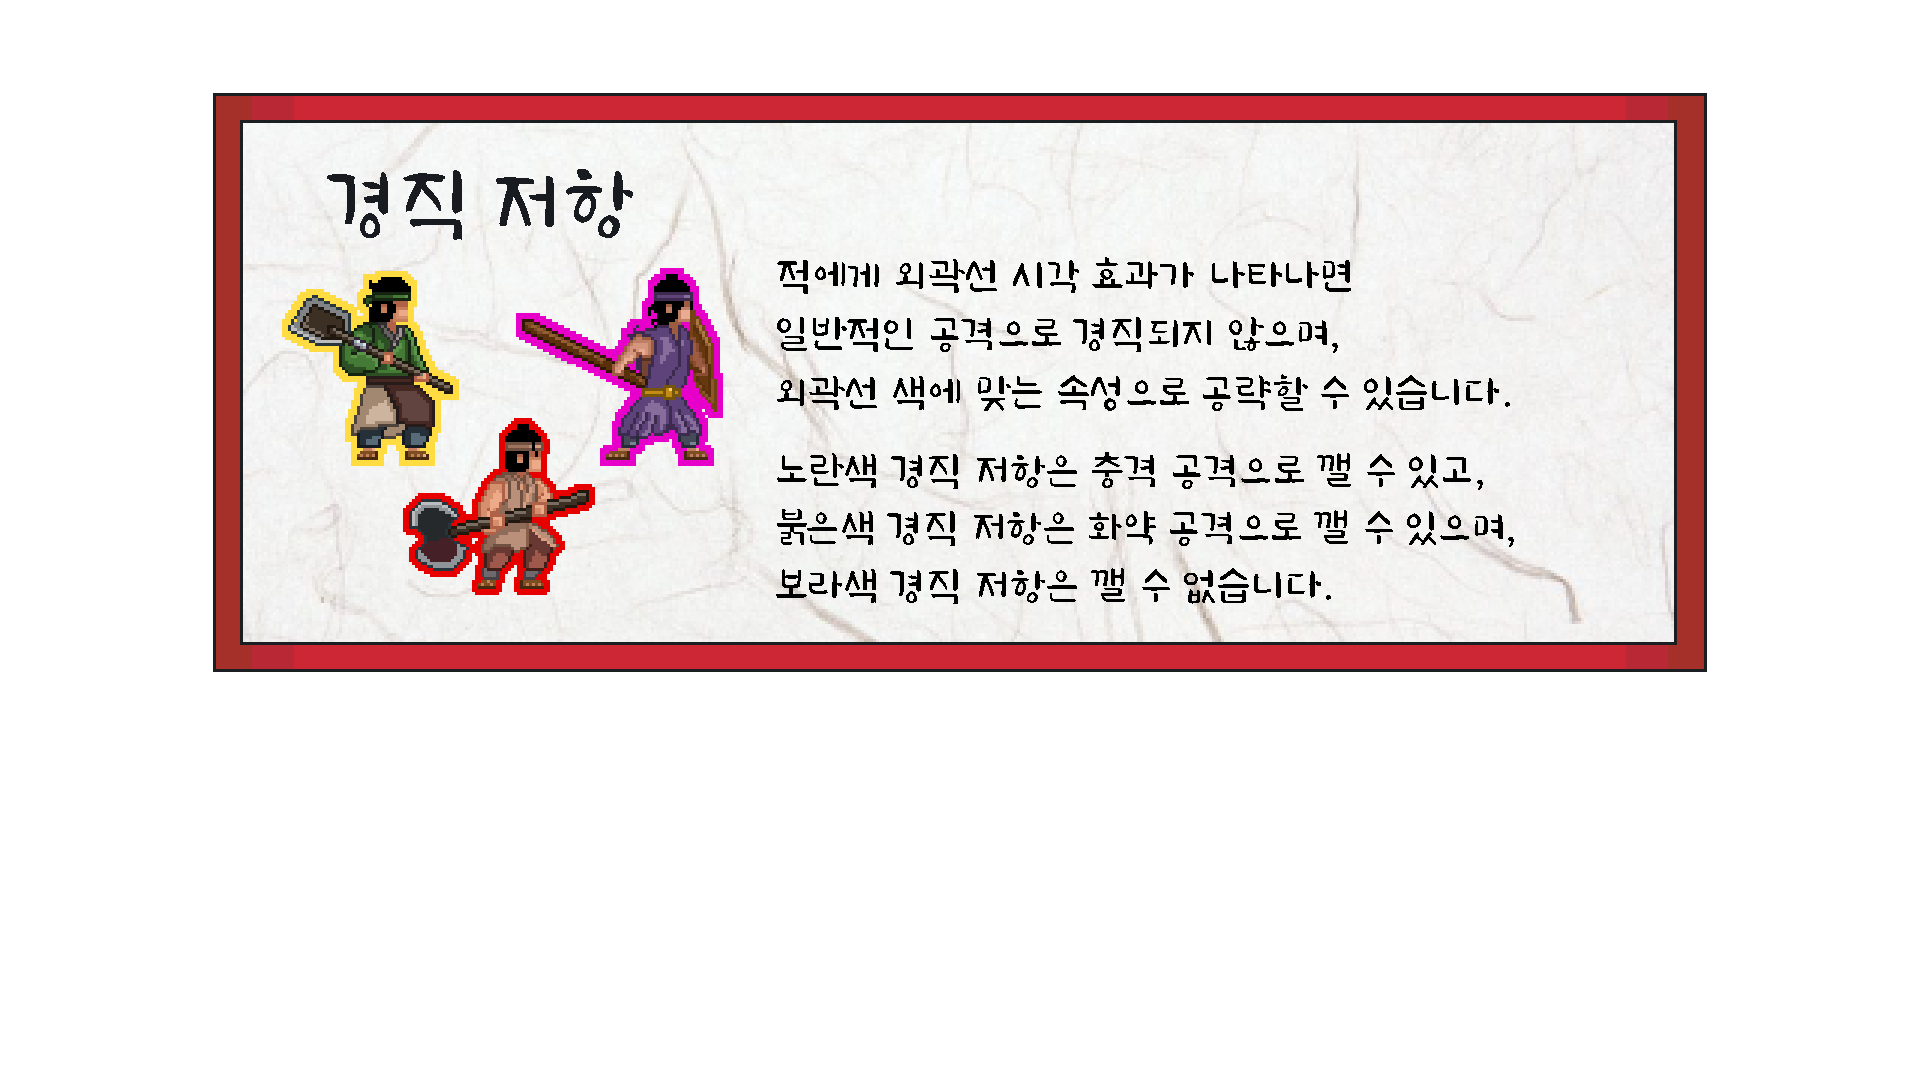 경직 저항
적에게 외곽선 시각 효과가 나타나면
일반적인 공격으로 경직되지 않으며,
외곽선 색에 맞는 속성으로 공략할 수 있습니다.
노란색 경직 저항은 충격 공격으로 깰 수 있고,
붉은색 경직 저항은 화약 공격으로 깰 수 있으며,
보라색 경직 저항은 깰 수 없습니다.